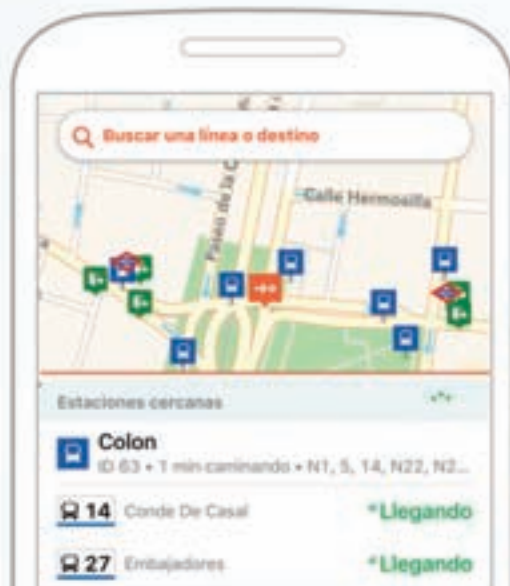 Buscar una línea o destino
Paseo de la C
Calle Hermosilla
Estaciones cercanas
Colon
ID 63 • 1 min caminando • N1, 5, 14, N22, N2...
14 Conde De Casal Llegando
27 Embajadores Llegando